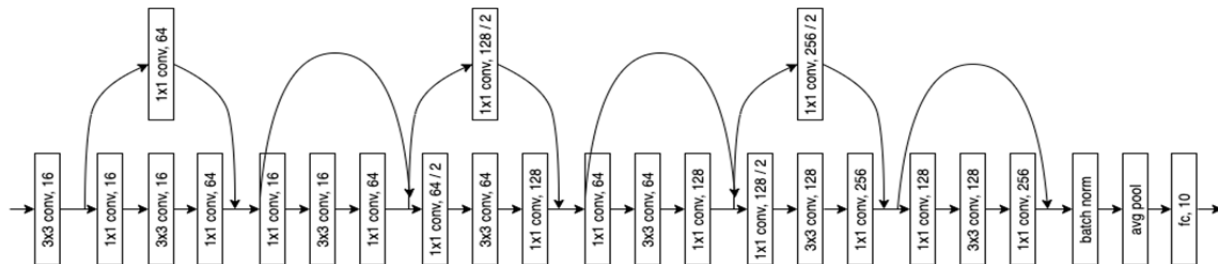 1x1 conv, 64
1x1 conv, 128 / 2
1x1 conv, 256 / 2
3x3 conv, 16
1x1 conv, 16
3x3 conv, 16
1x1 conv, 64
1x1 conv, 16
3x3 conv, 16
1x1 conv, 64
1x1 conv, 64 / 2
3x3 conv, 64
1x1 conv, 128
1x1 conv, 64
3x3 conv, 64
1x1 conv, 128
1x1 conv, 128 / 2
3x3 conv, 128
1x1 conv, 256
1x1 conv, 128
3x3 conv, 128
1x1 conv, 256
batch norm
avg pool
fc, 10